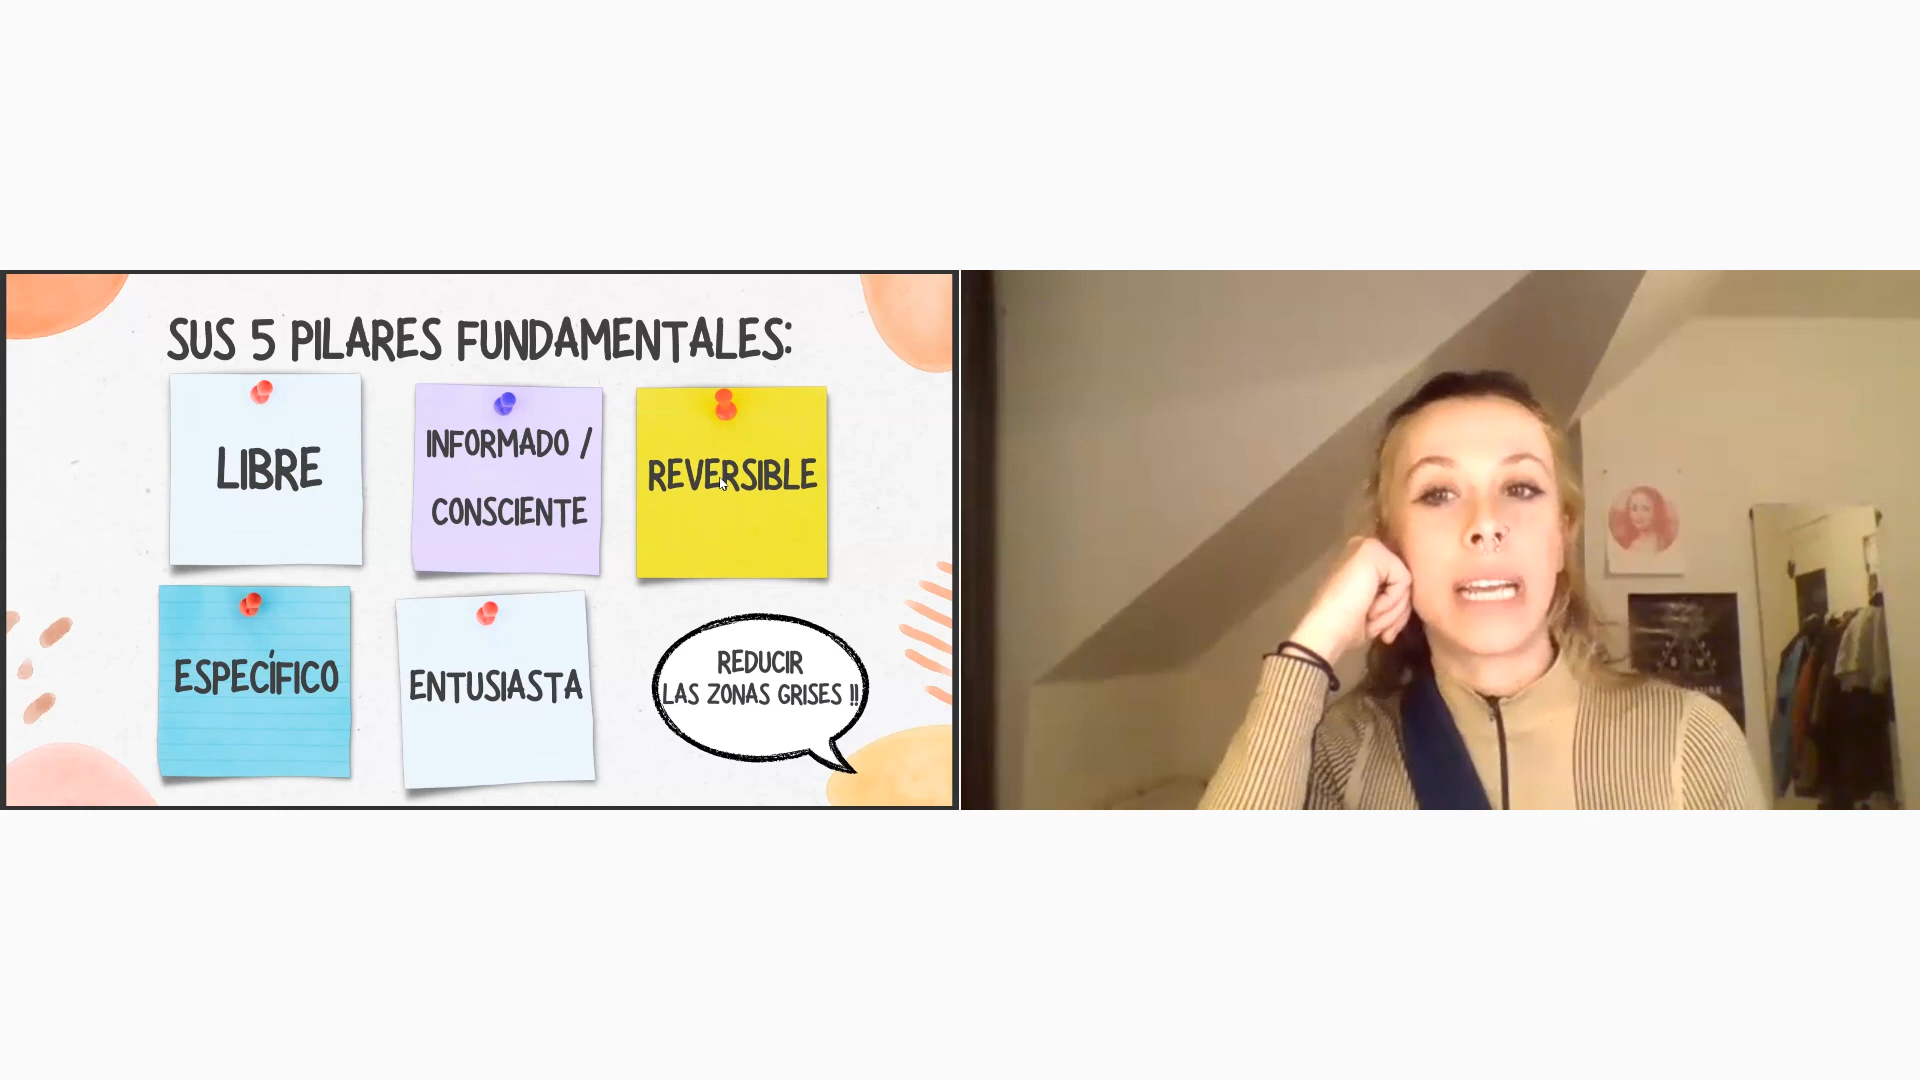 SUS 5 PILARES FUNDAMENTALES:
LIBRE
INFORMADO /
CONSCIENTE
REVERSIBLE
ESPECÍFICO
ENTUSIASTA
REDUCIR
LAS ZONAS GRISES !!